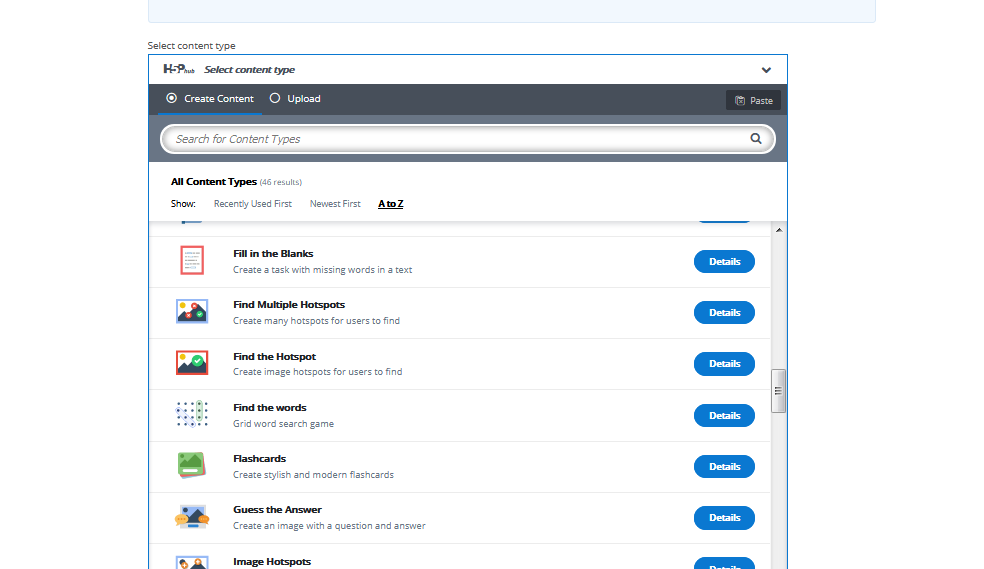 Select content type
H-P hub Select content type
Create Content Upload Paste
Search for Content Types
All Content Types (46 results)
Show: Recently Used First Newest First A to Z
Fill in the Blanks
Create a task with missing words in a text
Details
Find Multiple Hotspots
Create many hotspots for users to find
Details
Find the Hotspot
Create image hotspots for users to find
Details
Find the words
Grid word search game
Details
Flashcards
Create stylish and modern flashcards
Details
Guess the Answer
Create an image with a question and answer
Details
Image Hotspots
Details